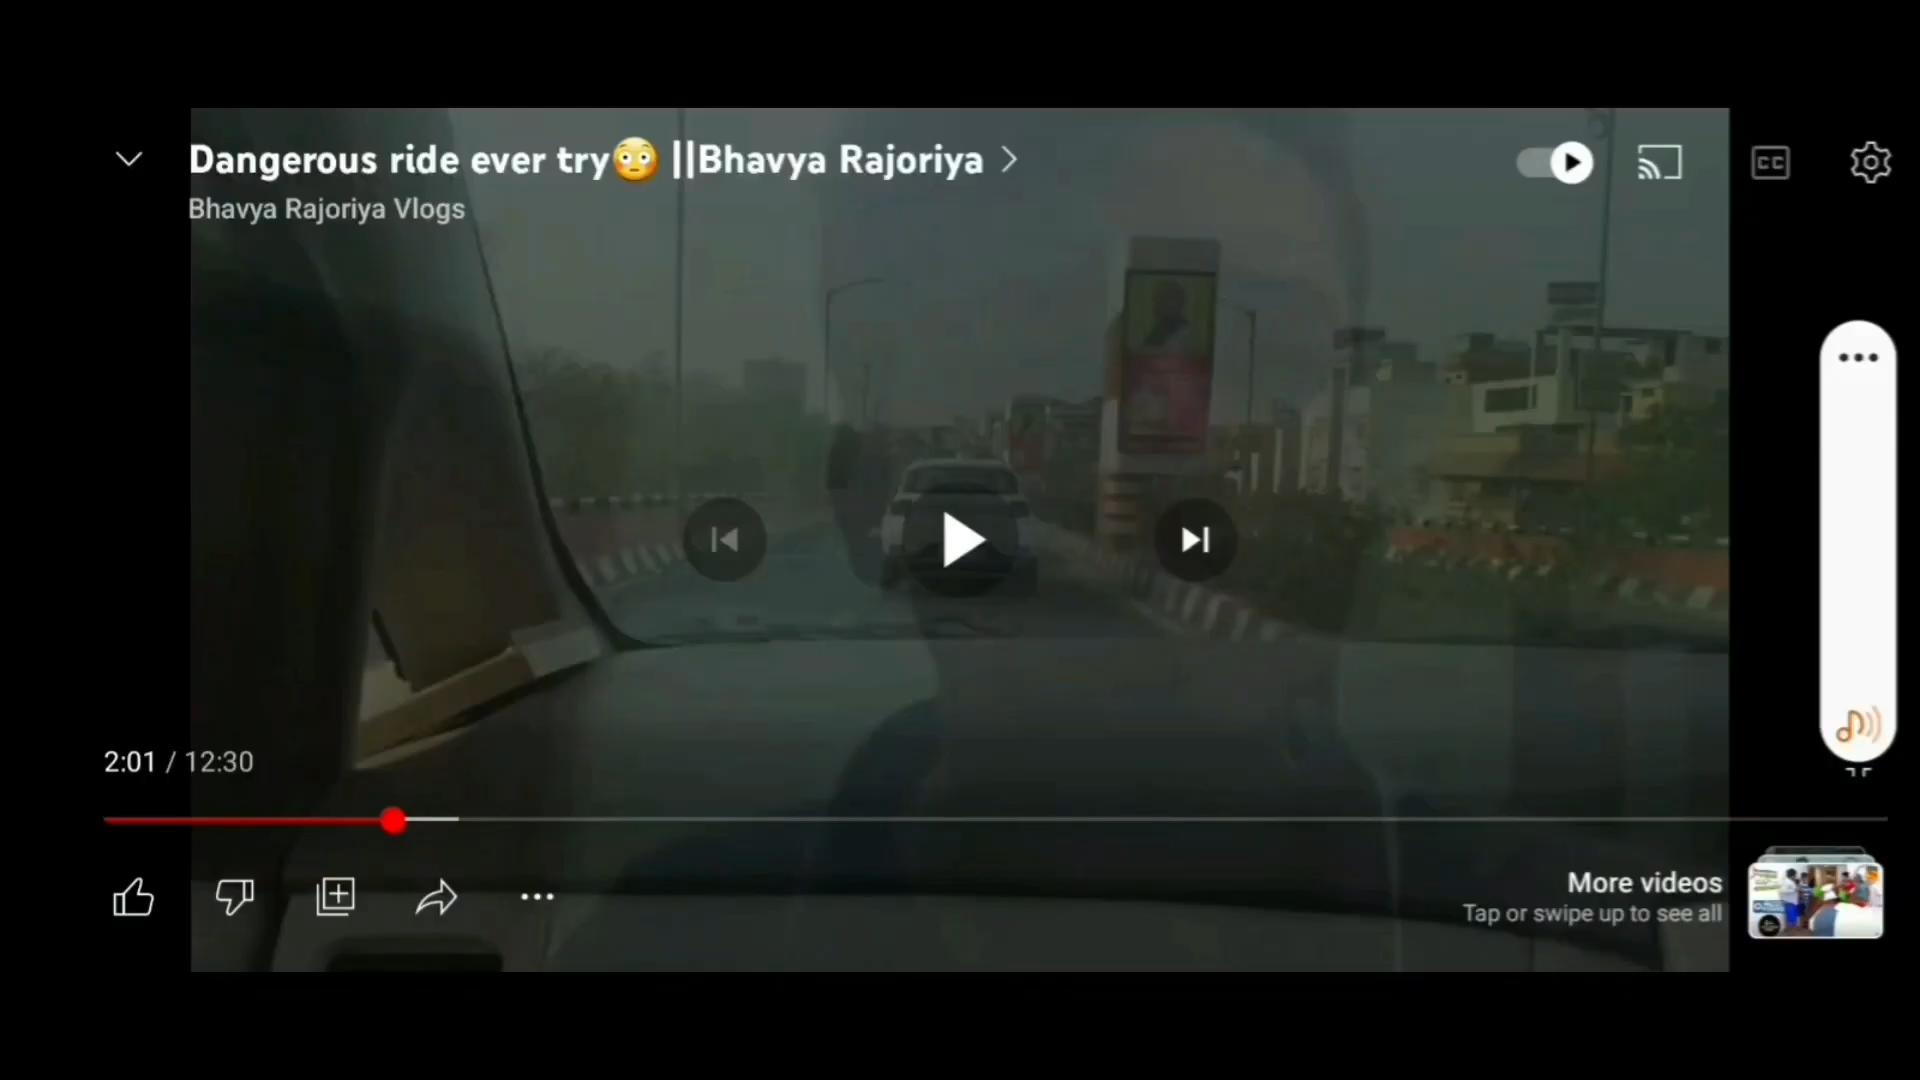 Dangerous ride ever try😳 ||Bhavya Rajoriya
Bhavya Rajoriya Vlogs
CC
2:01 / 12:30
More videos
Tap or swipe up to see all